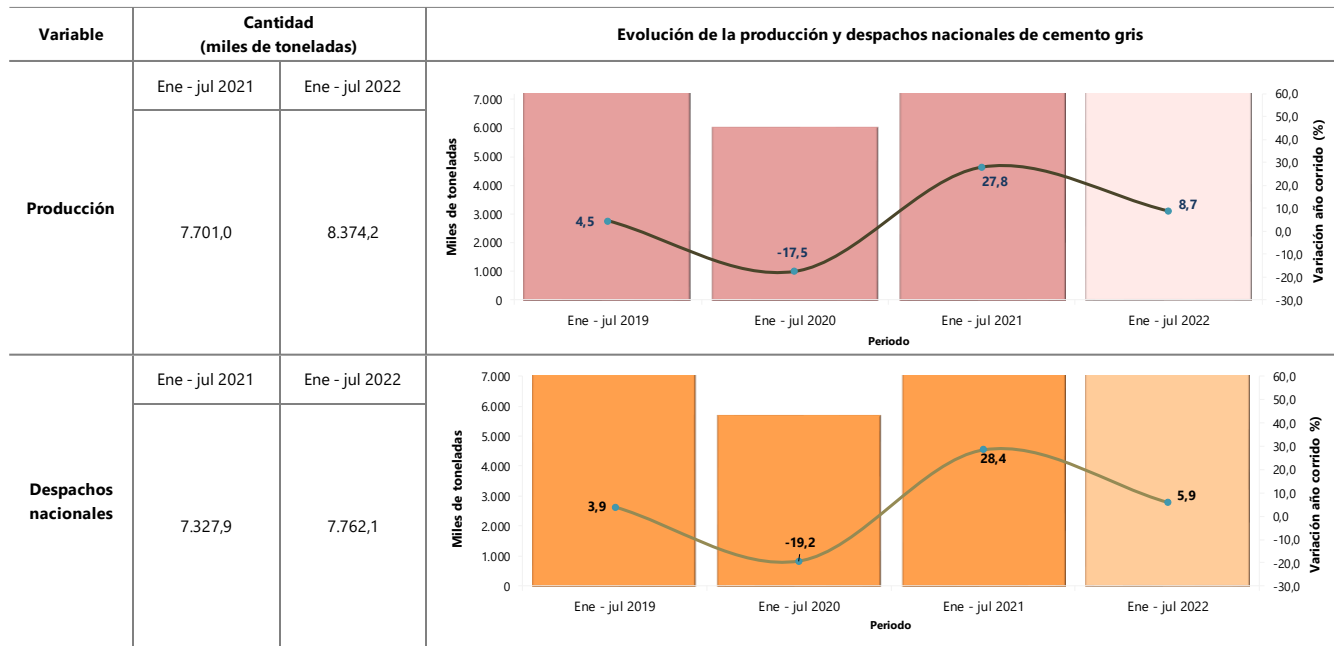 Variable
Cantidad
(miles de toneladas)
Evolución de la producción y despachos nacionales de cemento gris
Producción
Ene - jul 2021
Ene - jul 2022
7.701,0
8.374,2
Miles de toneladas
7.000
6.000
5.000
4.000
3.000
2.000
1.000
0
4,5
-17,5
27,8
8,7
60,0
50,0
40,0
30,0
20,0
10,0
0,0
-10,0
-20,0
-30,0
Variación año corrido (%)
Ene - jul 2019
Ene - jul 2020
Ene - jul 2021
Ene - jul 2022
Periodo
Despachos
nacionales
Ene - jul 2021
Ene - jul 2022
7.327,9
7.762,1
Miles de toneladas
7.000
6.000
5.000
4.000
3.000
2.000
1.000
0
3,9
-19,2
28,4
5,9
60,0
50,0
40,0
30,0
20,0
10,0
0,0
-10,0
-20,0
-30,0
Variación año corrido %)
Ene - jul 2019
Ene - jul 2020
Ene - jul 2021
Ene - jul 2022
Periodo